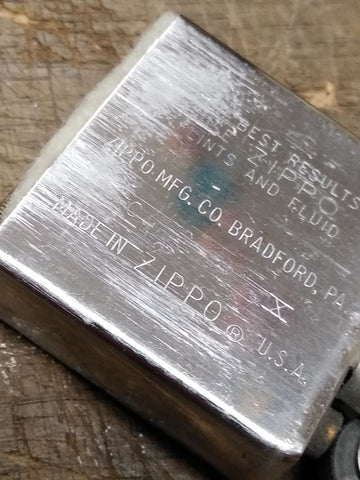 BEST RESULTS
ZIPPO
FLINTS AND FLUID
ZIPPO MFG. CO. BRADFORD, PA.
X
MADE IN ZIPPO® U.S.A.